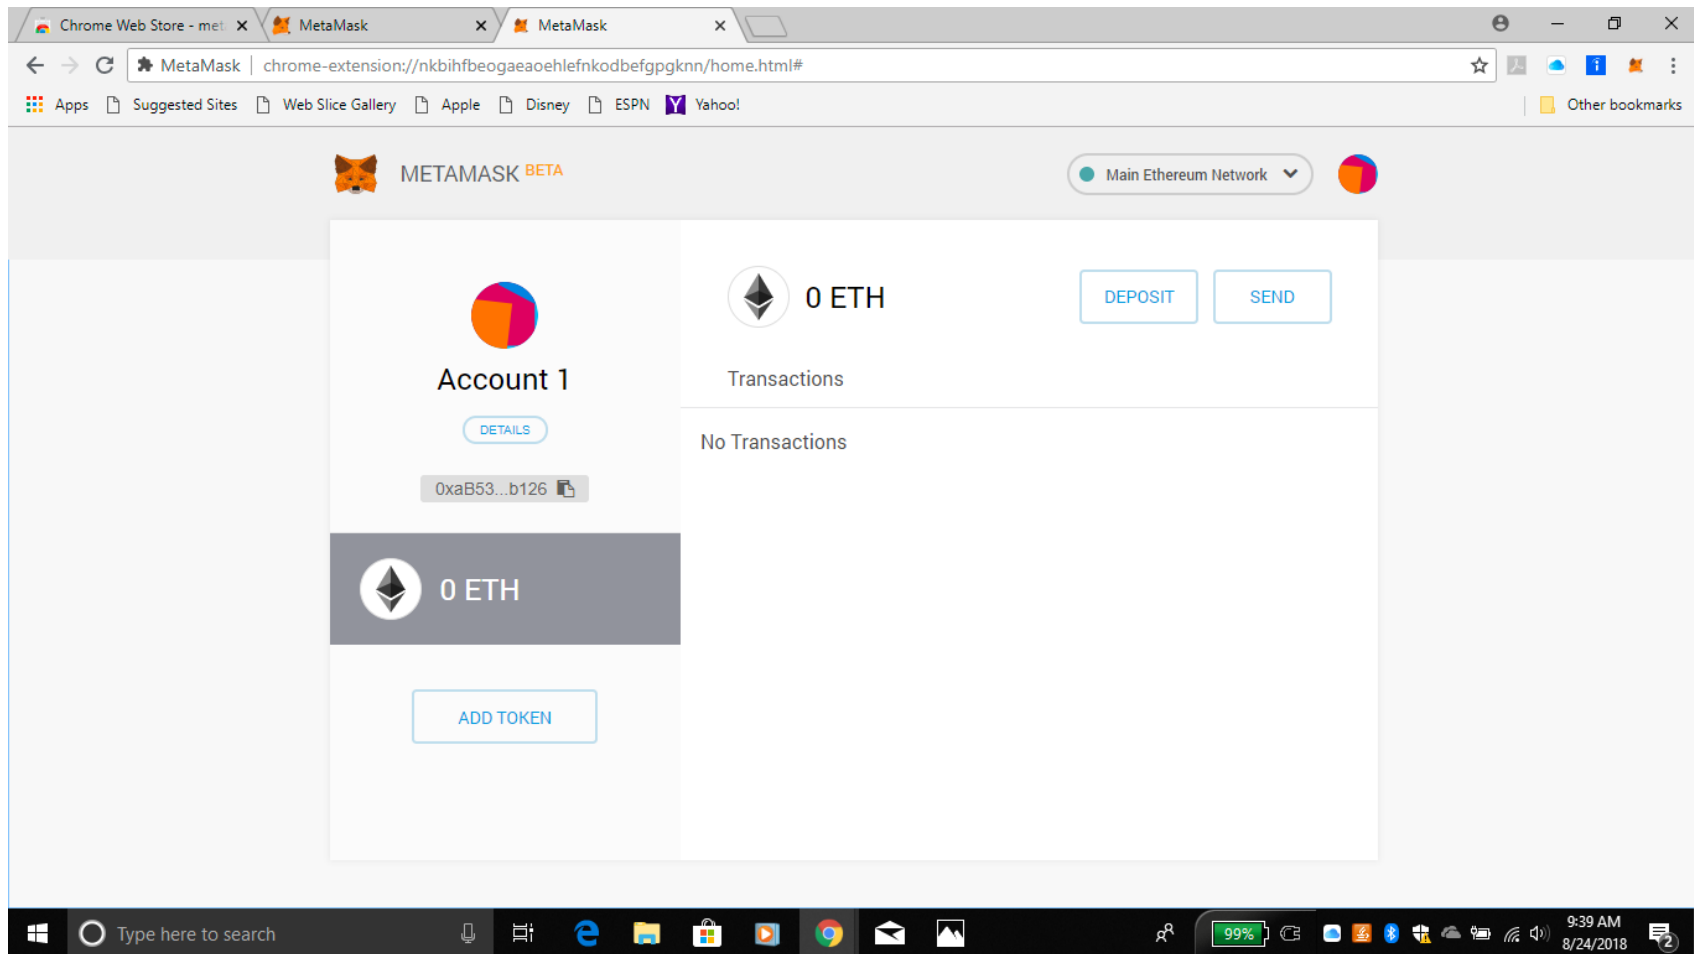 Chrome Web Store - met
MetaMask
MetaMask
MetaMask chrome-extension://nkbihfbeogaeaoehlefnkodbefgpgknn/home.html#
Apps Suggested Sites Web Slice Gallery Apple Disney ESPN Yahoo! Other bookmarks
METAMASK BETA
Main Ethereum Network
0 ETH
DEPOSIT
SEND
Account 1
Transactions
DETAILS
No Transactions
0xaB53...b126
0 ETH
ADD TOKEN
Type here to search
99%
9:39 AM
8/24/2018
2